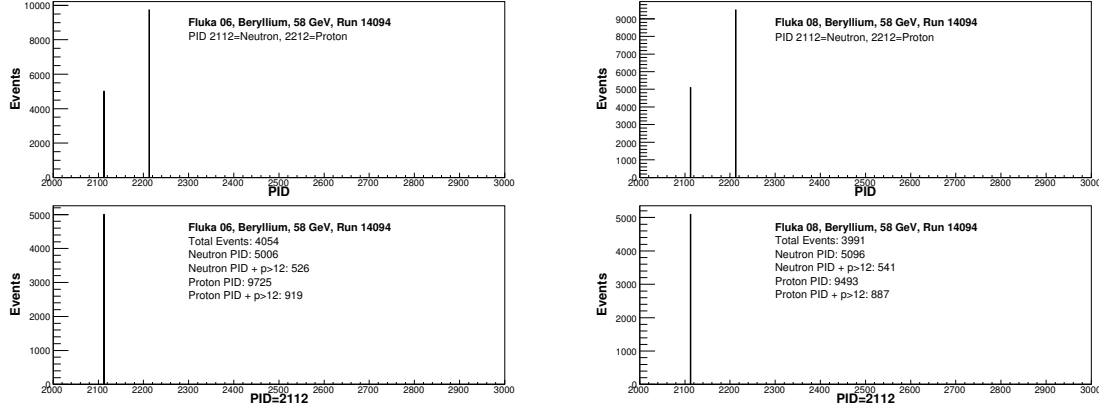 Fluka 06, Beryllium, 58 GeV, Run 14094
PID 2112=Neutron, 2212=Proton
Events
10000
8000
6000
4000
2000
0
2000 2100 2200 2300 2400 2500 2600 2700 2800 2900 3000
PID
Fluka 08, Beryllium, 58 GeV, Run 14094
PID 2112=Neutron, 2212=Proton
Events
9000
8000
7000
6000
5000
4000
3000
2000
1000
0
2000 2100 2200 2300 2400 2500 2600 2700 2800 2900 3000
PID
Fluka 06, Beryllium, 58 GeV, Run 14094
Total Events: 4054
Neutron PID: 5006
Neutron PID + p>12: 526
Proton PID: 9725
Proton PID + p>12: 919
Events
5000
4000
3000
2000
1000
0
2000 2100 2200 2300 2400 2500 2600 2700 2800 2900 3000
PID=2112
Fluka 08, Beryllium, 58 GeV, Run 14094
Total Events: 3991
Neutron PID: 5096
Neutron PID + p>12: 541
Proton PID: 9493
Proton PID + p>12: 887
Events
5000
4000
3000
2000
1000
0
2000 2100 2200 2300 2400 2500 2600 2700 2800 2900 3000
PID=2112